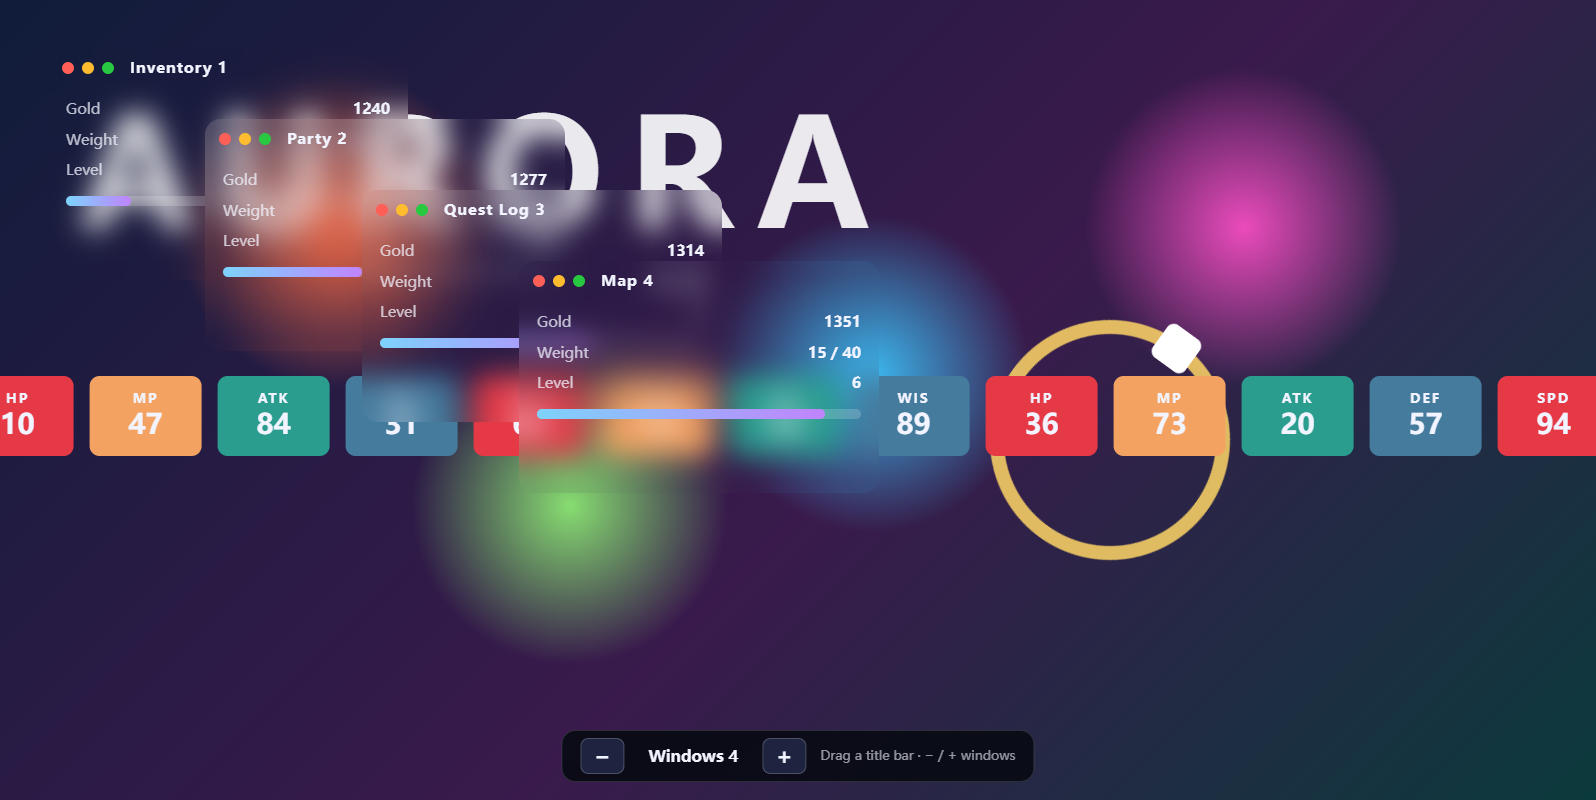 Inventory 1
Gold 1240
Weight
Level
AURORA
Party 2
Gold 1277
Weight
Level
Quest Log 3
Gold 1314
Weight
Level
Map 4
Gold 1351
Weight 15 / 40
Level 6
HP
10
MP
47
ATK
84
31
WIS
89
HP
36
MP
73
ATK
20
DEF
57
SPD
94
− Windows 4 + Drag a title bar · − / + windows